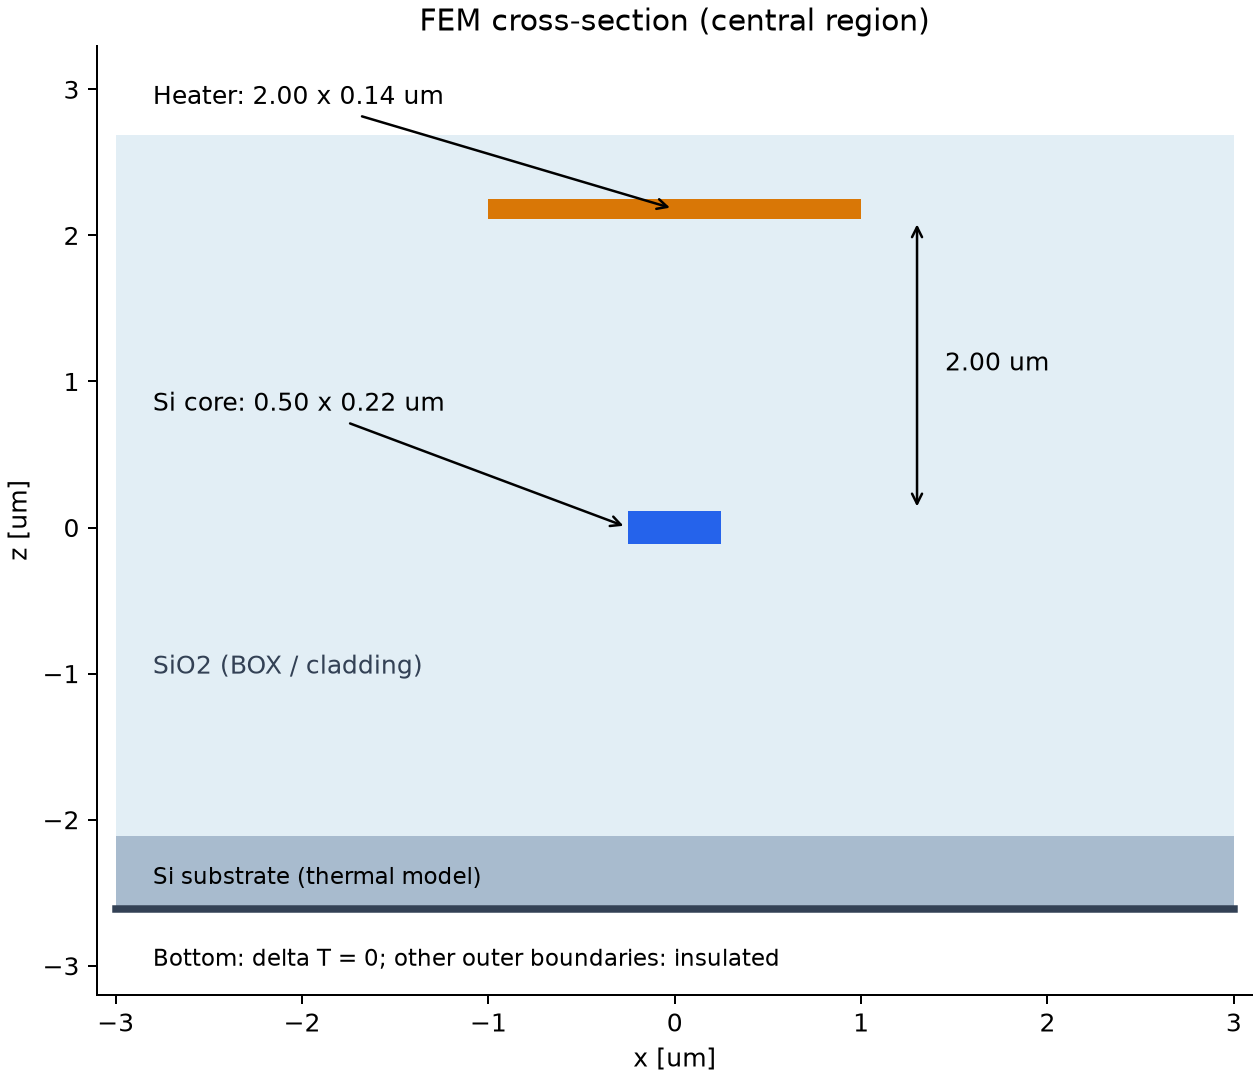 FEM cross-section (central region)
3
Heater: 2.00 x 0.14 um
2
2.00 um
1
Si core: 0.50 x 0.22 um
z [um]
0
−1
SiO2 (BOX / cladding)
−2
Si substrate (thermal model)
−3
Bottom: delta T = 0; other outer boundaries: insulated
−3 −2 −1 0 1 2 3
x [um]